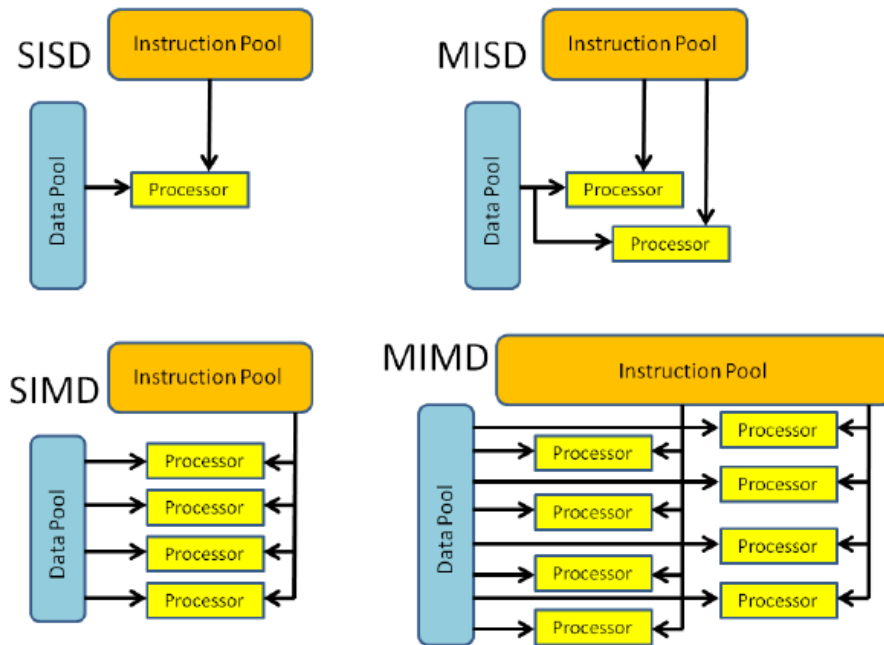 SISD
Instruction Pool
Data Pool
Processor
MISD
Instruction Pool
Data Pool
Processor
Processor
SIMD
Instruction Pool
Data Pool
Processor
Processor
Processor
Processor
MIMD
Instruction Pool
Data Pool
Processor
Processor
Processor
Processor
Processor
Processor
Processor
Processor